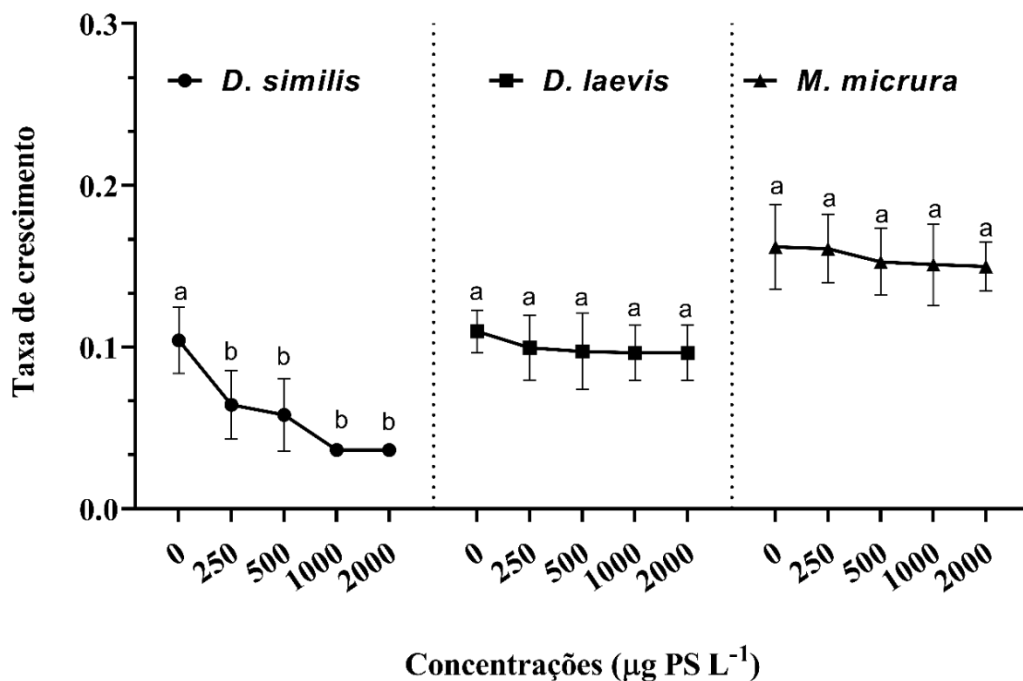 0.3
D. similis
D. laevis
M. micrura
0.2
0.1
0.0
Taxa de crescimento
a
b
b
b
b
a
a
a
a
a
a
a
a
a
a
0
250
500
1000
2000
0
250
500
1000
2000
0
250
500
1000
2000
Concentrações (µg PS L⁻¹)